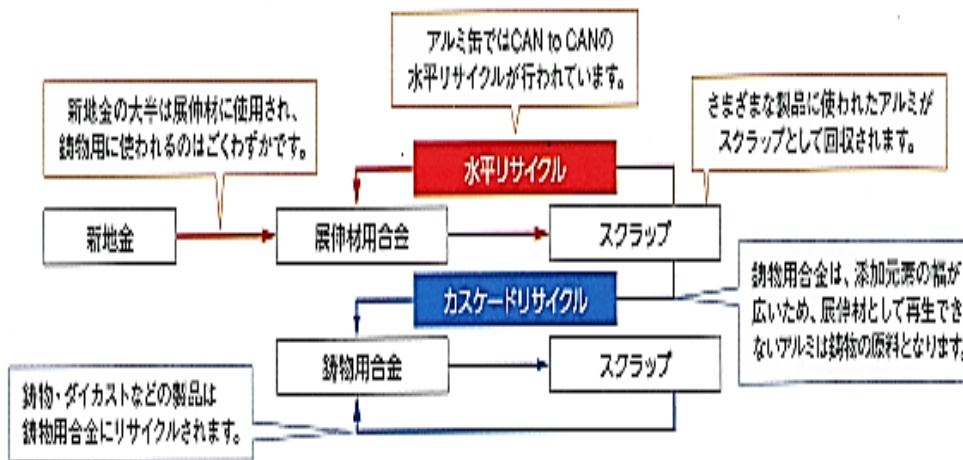 アルミ缶ではCAN to CANの
水平リサイクルが行われています。
新地金の大半は展伸材に使用され、
鋳物用に使われるのはごくわずかです。
さまざまな製品に使われたアルミが
スクラップとして回収されます。
水平リサイクル
新地金
展伸材用合金
スクラップ
カスケードリサイクル
鋳物用合金は、添加元素の幅が
広いため、展伸材として再生でき
ないアルミは鋳物の原料となります。
鋳物用合金
スクラップ
鋳物・ダイカストなどの製品は
鋳物用合金にリサイクルされます。